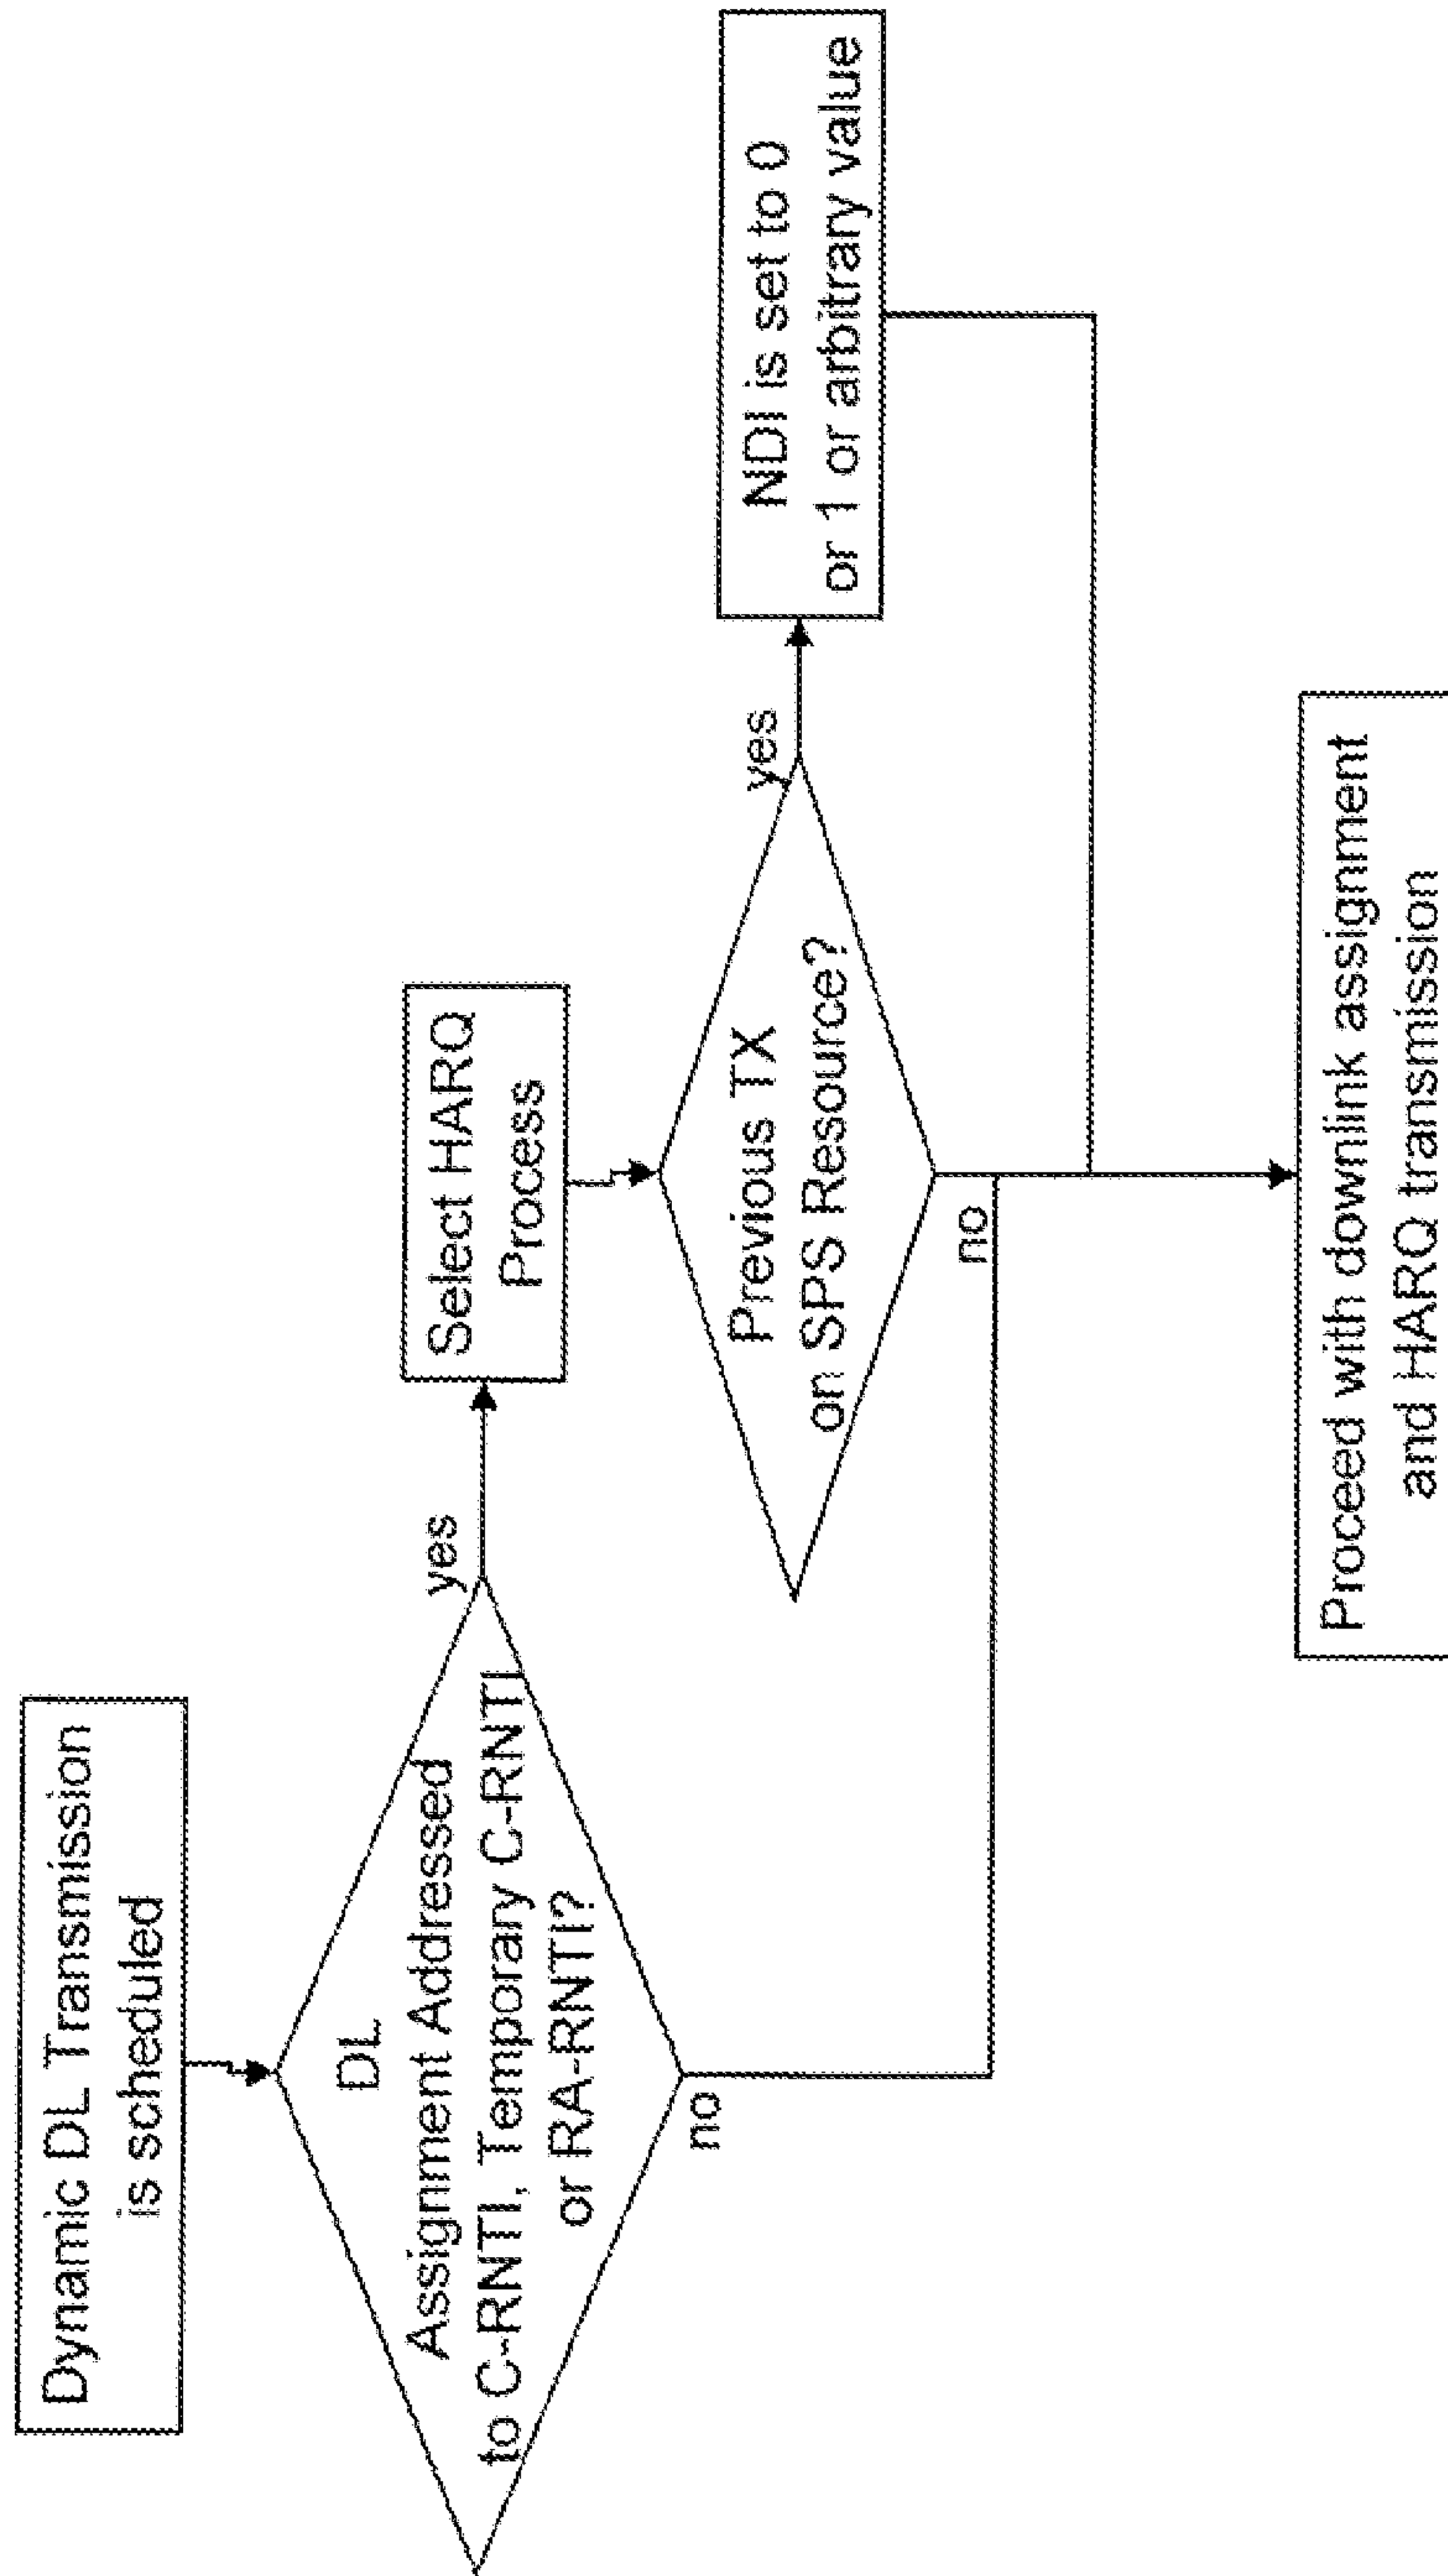 Dynamic DL Transmission
is scheduled
DL
Assignment Addressed
to C-RNTI, Temporary C-RNTI
or RA-RNTI?
yes
no
Select HARQ
Process
Previous TX
on SPS Resource?
yes
no
NDI is set to 0
or 1 or arbitrary value
Proceed with downlink assignment
and HARQ transmission